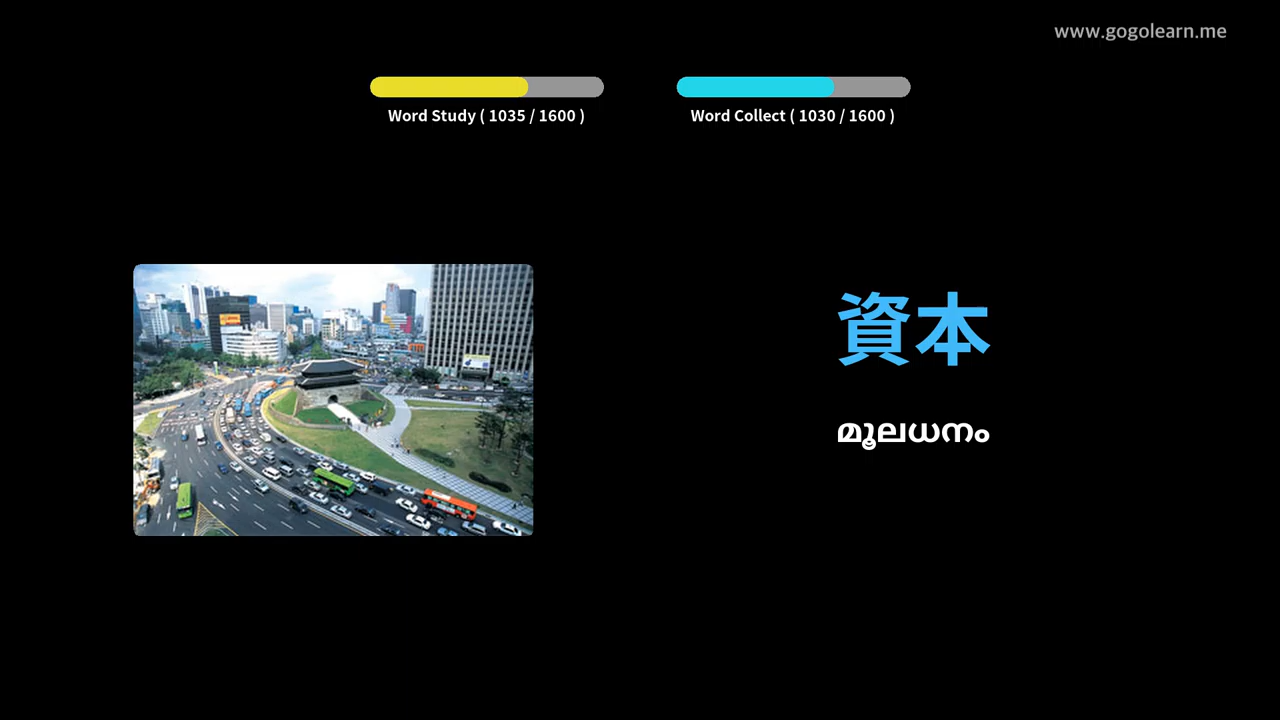 www.gogolearn.me
Word Study ( 1035 / 1600 )
Word Collect ( 1030 / 1600 )
資本
മൂലധനം